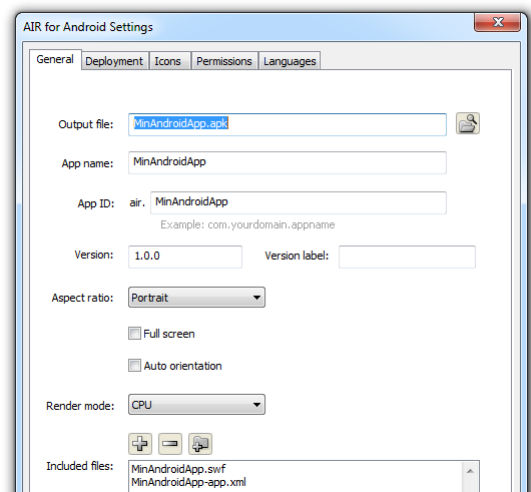 AIR for Android Settings
General Deployment Icons Permissions Languages
Output file: MinAndroidApp.apk
App name: MinAndroidApp
App ID: air. MinAndroidApp
Example: com.yourdomain.appname
Version: 1.0.0 Version label:
Aspect ratio: Portrait
Full screen
Auto orientation
Render mode: CPU
Included files: MinAndroidApp.swf
MinAndroidApp-app.xml